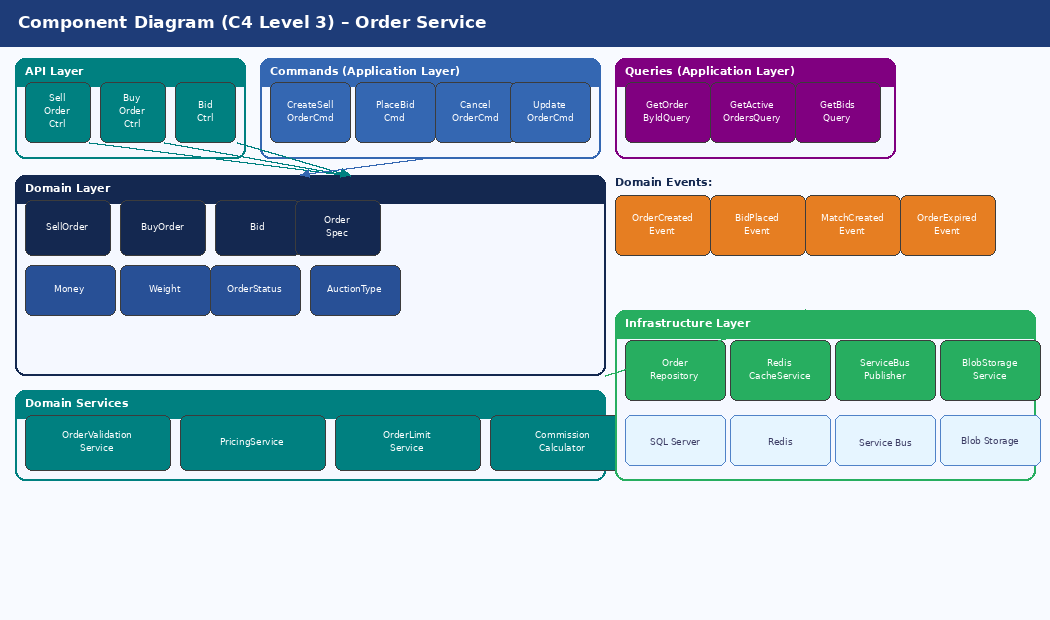 Component Diagram (C4 Level 3) – Order Service
API Layer
Sell
Order
Ctrl
Buy
Order
Ctrl
Bid
Ctrl
Commands (Application Layer)
CreateSell
OrderCmd
PlaceBid
Cmd
Cancel
OrderCmd
Update
OrderCmd
Queries (Application Layer)
GetOrder
ByIdQuery
GetActive
OrdersQuery
GetBids
Query
Domain Layer
SellOrder
BuyOrder
Bid
Order
Spec
Money
Weight
OrderStatus
AuctionType
Domain Events:
OrderCreated
Event
BidPlaced
Event
MatchCreated
Event
OrderExpired
Event
Domain Services
OrderValidation
Service
PricingService
OrderLimit
Service
Commission
Calculator
Infrastructure Layer
Order
Repository
Redis
CacheService
ServiceBus
Publisher
BlobStorage
Service
SQL Server
Redis
Service Bus
Blob Storage